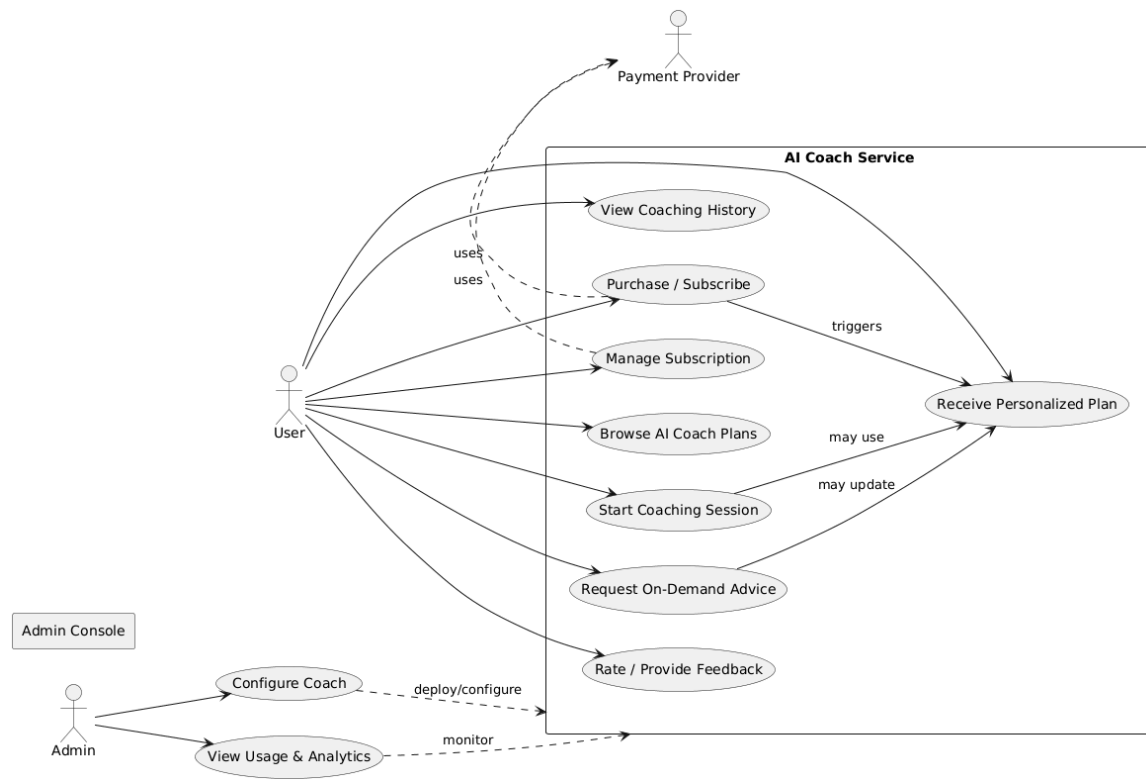 Payment Provider
AI Coach Service
View Coaching History
uses
Purchase / Subscribe
uses
triggers
Manage Subscription
User
Receive Personalized Plan
Browse AI Coach Plans
may use
may update
Start Coaching Session
Request On-Demand Advice
Admin Console
Rate / Provide Feedback
Configure Coach
deploy/configure
Admin
View Usage & Analytics
monitor